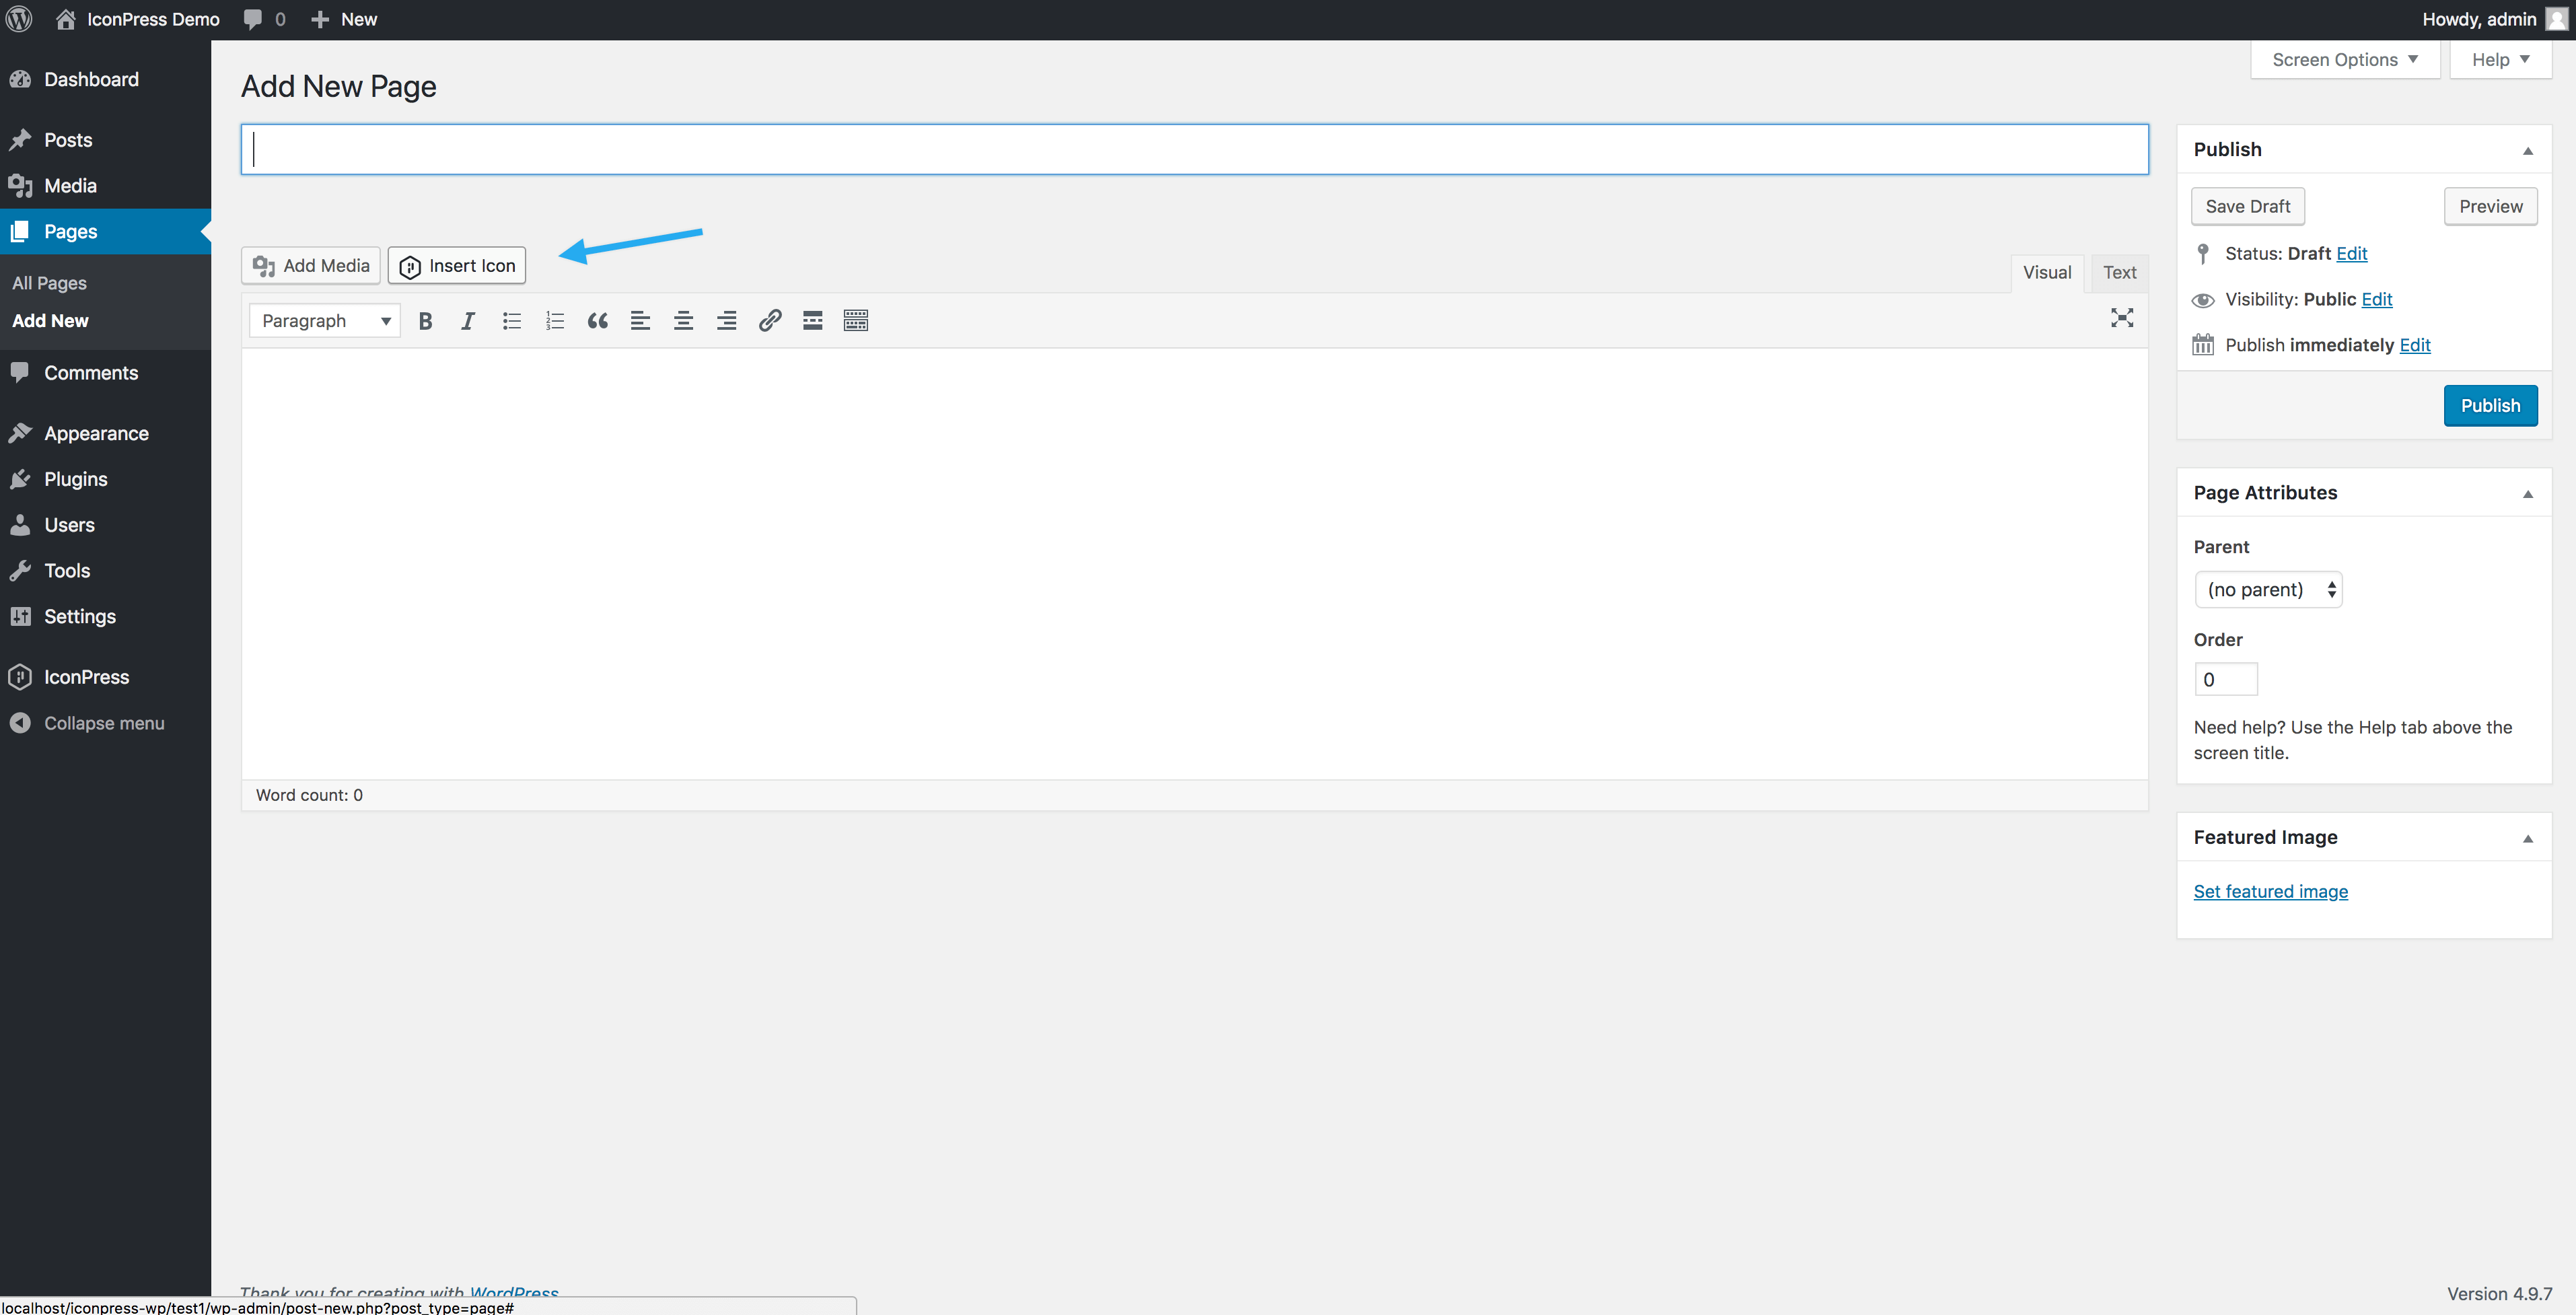 IconPress Demo 0 New Howdy, admin
Dashboard
Posts
Media
Pages
All Pages
Add New
Comments
Appearance
Plugins
Users
Tools
Settings
IconPress
Collapse menu
Screen Options Help
Add New Page
Add Media Insert Icon
Visual Text
Paragraph
Word count: 0
Publish
Save Draft Preview
Status: Draft Edit
Visibility: Public Edit
Publish immediately Edit
Publish
Page Attributes
Parent
(no parent)
Order
0
Need help? Use the Help tab above the
screen title.
Featured Image
Set featured image
Thank you for creating with WordPress
Version 4.9.7
localhost/iconpress-wp/test1/wp-admin/post-new.php?post_type=page#